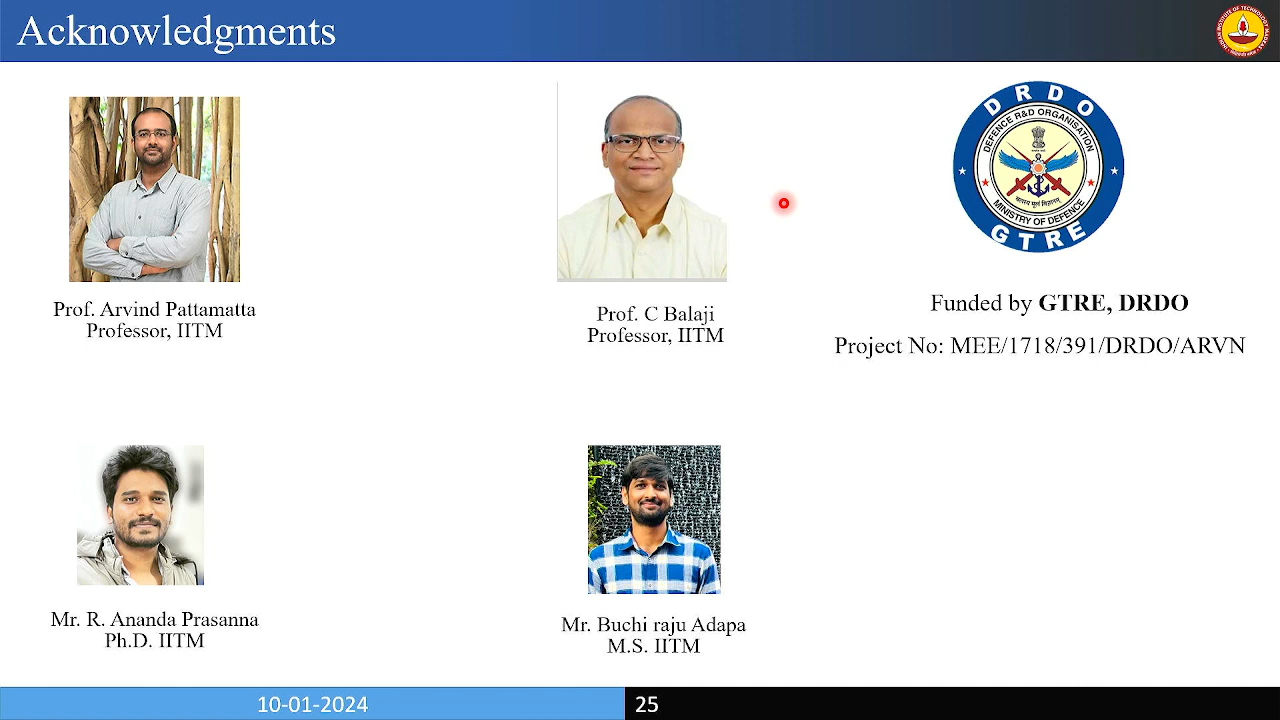 Acknowledgments
Prof. Arvind Pattamatta
Professor, IITM
Prof. C Balaji
Professor, IITM
DRDO
DEFENCE R&D ORGANISATION
MINISTRY OF DEFENCE
GTRE
Funded by GTRE, DRDO
Project No: MEE/1718/391/DRDO/ARVN
Mr. R. Ananda Prasanna
Ph.D. IITM
Mr. Buchi raju Adapa
M.S. IITM
10-01-2024
25